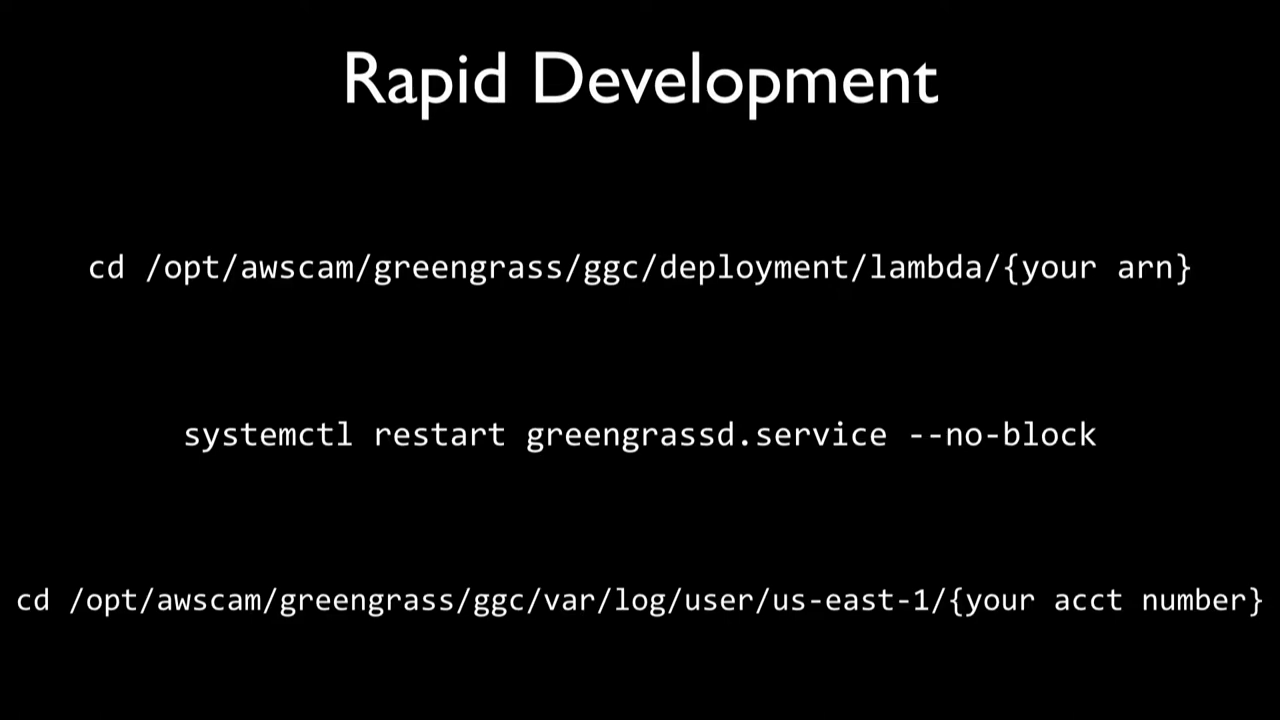 Rapid Development
cd /opt/awscam/greengrass/ggc/deployment/lambda/{your arn}
systemctl restart greengrassd.service --no-block
cd /opt/awscam/greengrass/ggc/var/log/user/us-east-1/{your acct number}